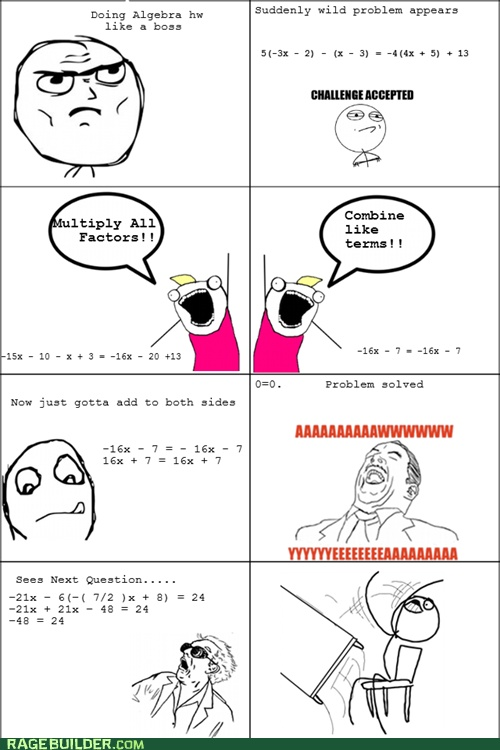 Doing Algebra hw
like a boss
Suddenly wild problem appears
5(-3x - 2) - (x - 3) = -4(4x + 5) + 13
CHALLENGE ACCEPTED
Multiply All
Factors!!
-15x - 10 - x + 3 = -16x - 20 +13
Combine
like
terms!!
-16x - 7 = -16x - 7
Now just gotta add to both sides
-16x - 7 = - 16x - 7
16x + 7 = 16x + 7
0=0. Problem solved
AAAAAAAAAAWWWWWW
YYYYYYEEEEEEEEAAAAAAAAA
Sees Next Question.....
-21x - 6(-( 7/2 )x + 8) = 24
-21x + 21x - 48 = 24
-48 = 24
RAGEBUILDER.COM